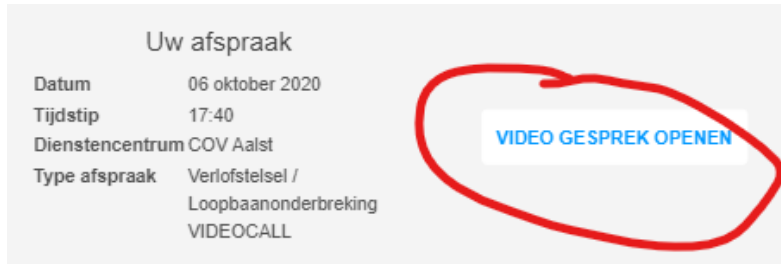 Uw afspraak
Datum 06 oktober 2020
Tijdstip 17:40
Dienstencentrum COV Aalst
Type afspraak Verlofstelsel /
Loopbaanonderbreking
VIDEOCALL
VIDEO GESPREK OPENEN